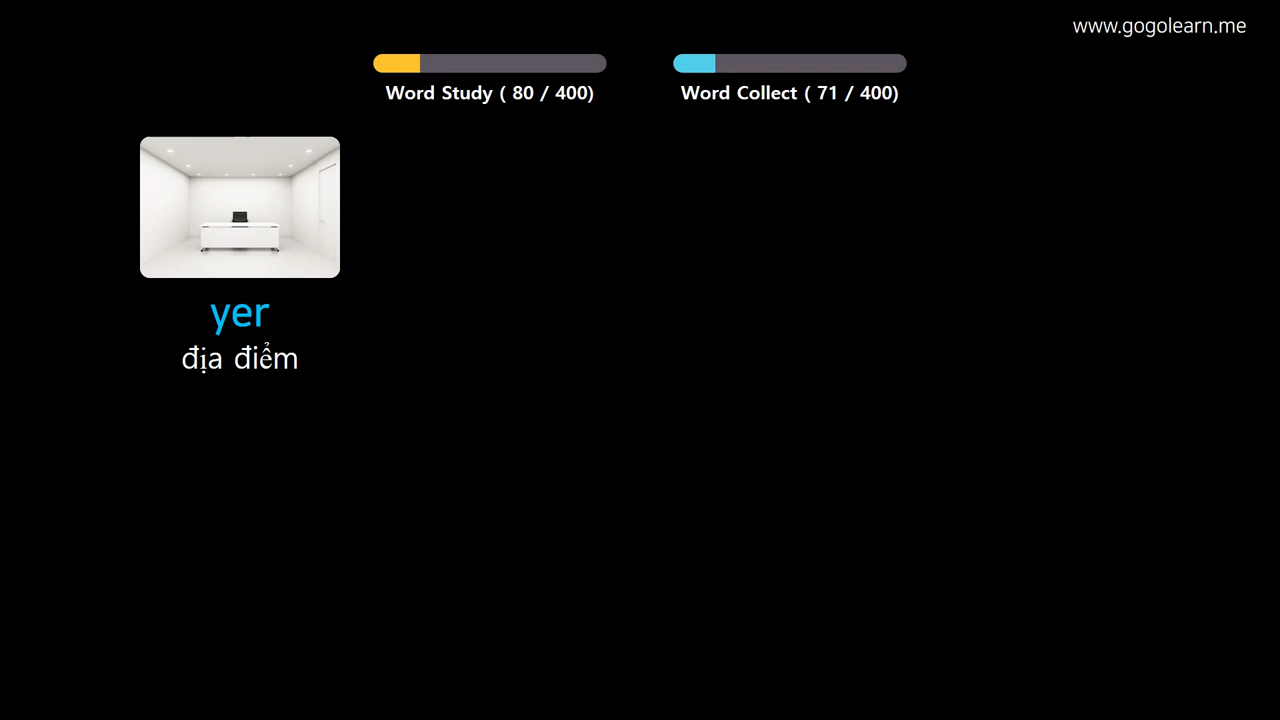 www.gogolearn.me
Word Study ( 80 / 400)
Word Collect ( 71 / 400)
yer
địa điểm